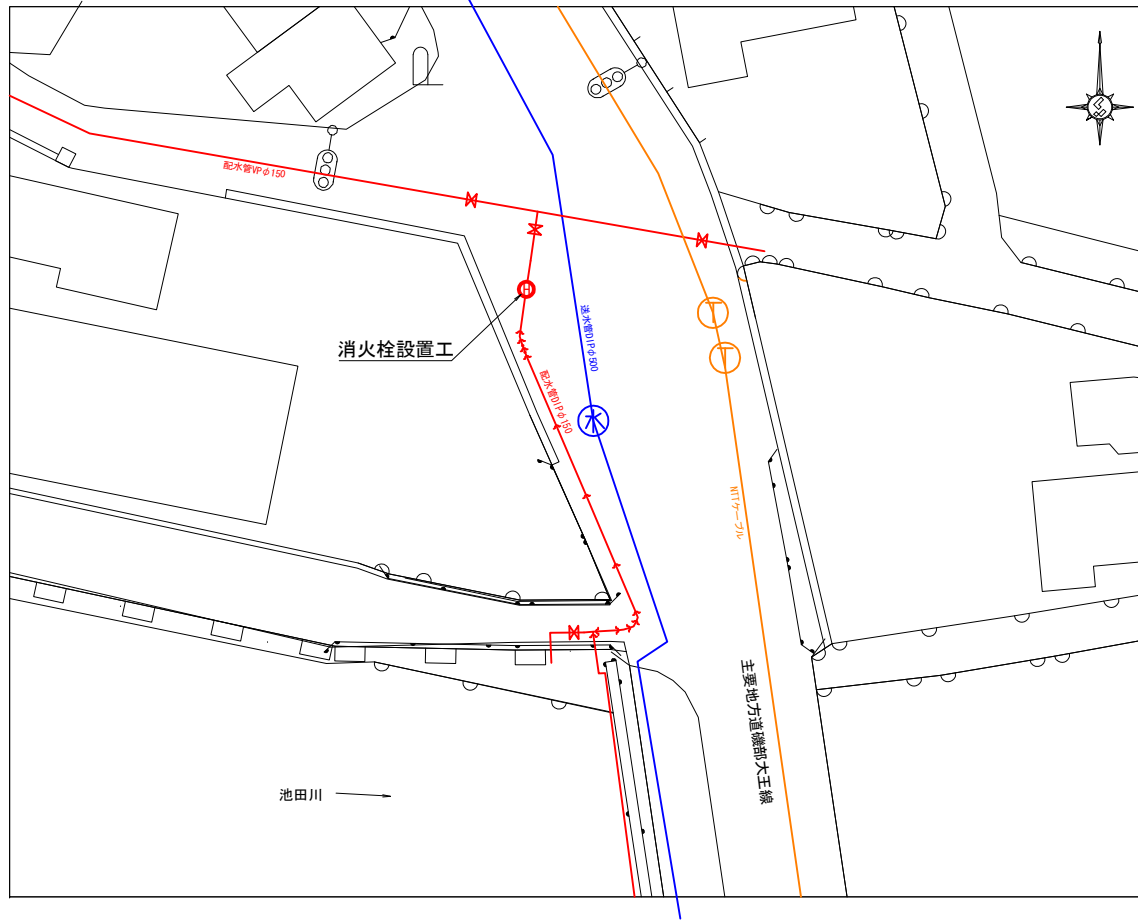 配水管VPφ150
消火栓設置工
H
送水管DIPφ500
配水管DIPφ150
水
T
T
NTTケーブル
主要地方道磯部大王線
池田川